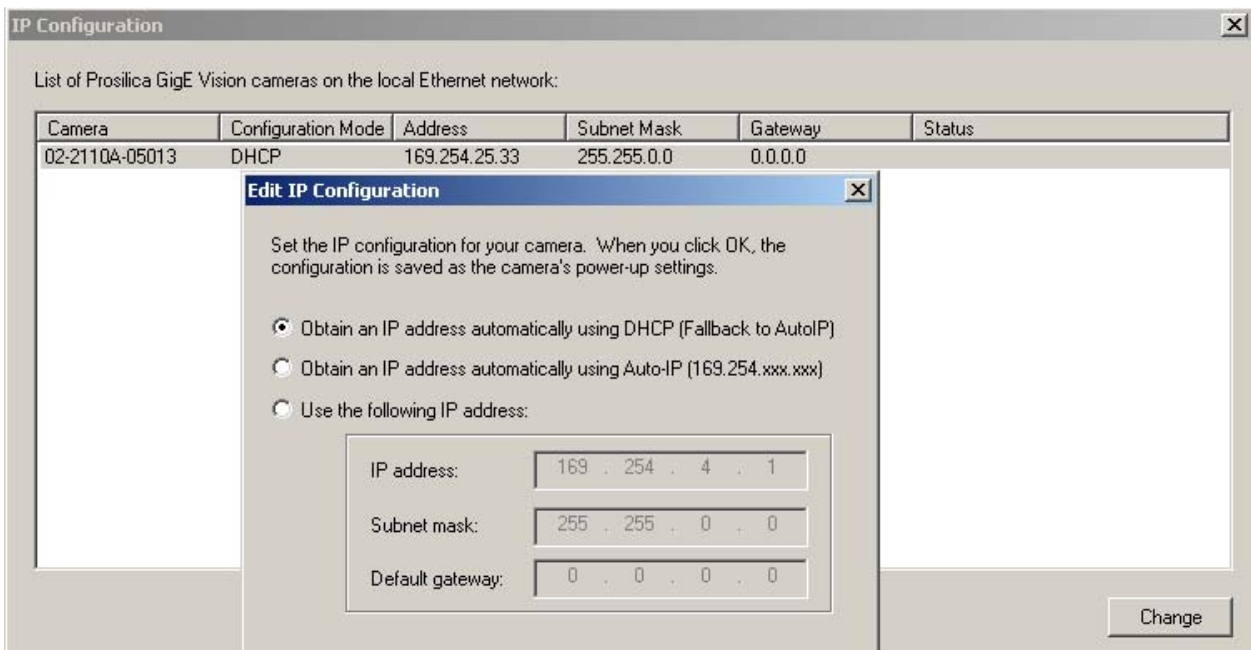 IP Configuration
List of Prosilica GigE Vision cameras on the local Ethernet network:
Camera Configuration Mode Address Subnet Mask Gateway Status
02-2110A-05013 DHCP 169.254.25.33 255.255.0.0 0.0.0.0
Edit IP Configuration
Set the IP configuration for your camera. When you click OK, the
configuration is saved as the camera's power-up settings.
Obtain an IP address automatically using DHCP (Fallback to AutoIP)
Obtain an IP address automatically using Auto-IP (169.254.xxx.xxx)
Use the following IP address:
IP address: 169 . 254 . 4 . 1
Subnet mask: 255 . 255 . 0 . 0
Default gateway: 0 . 0 . 0 . 0
Change